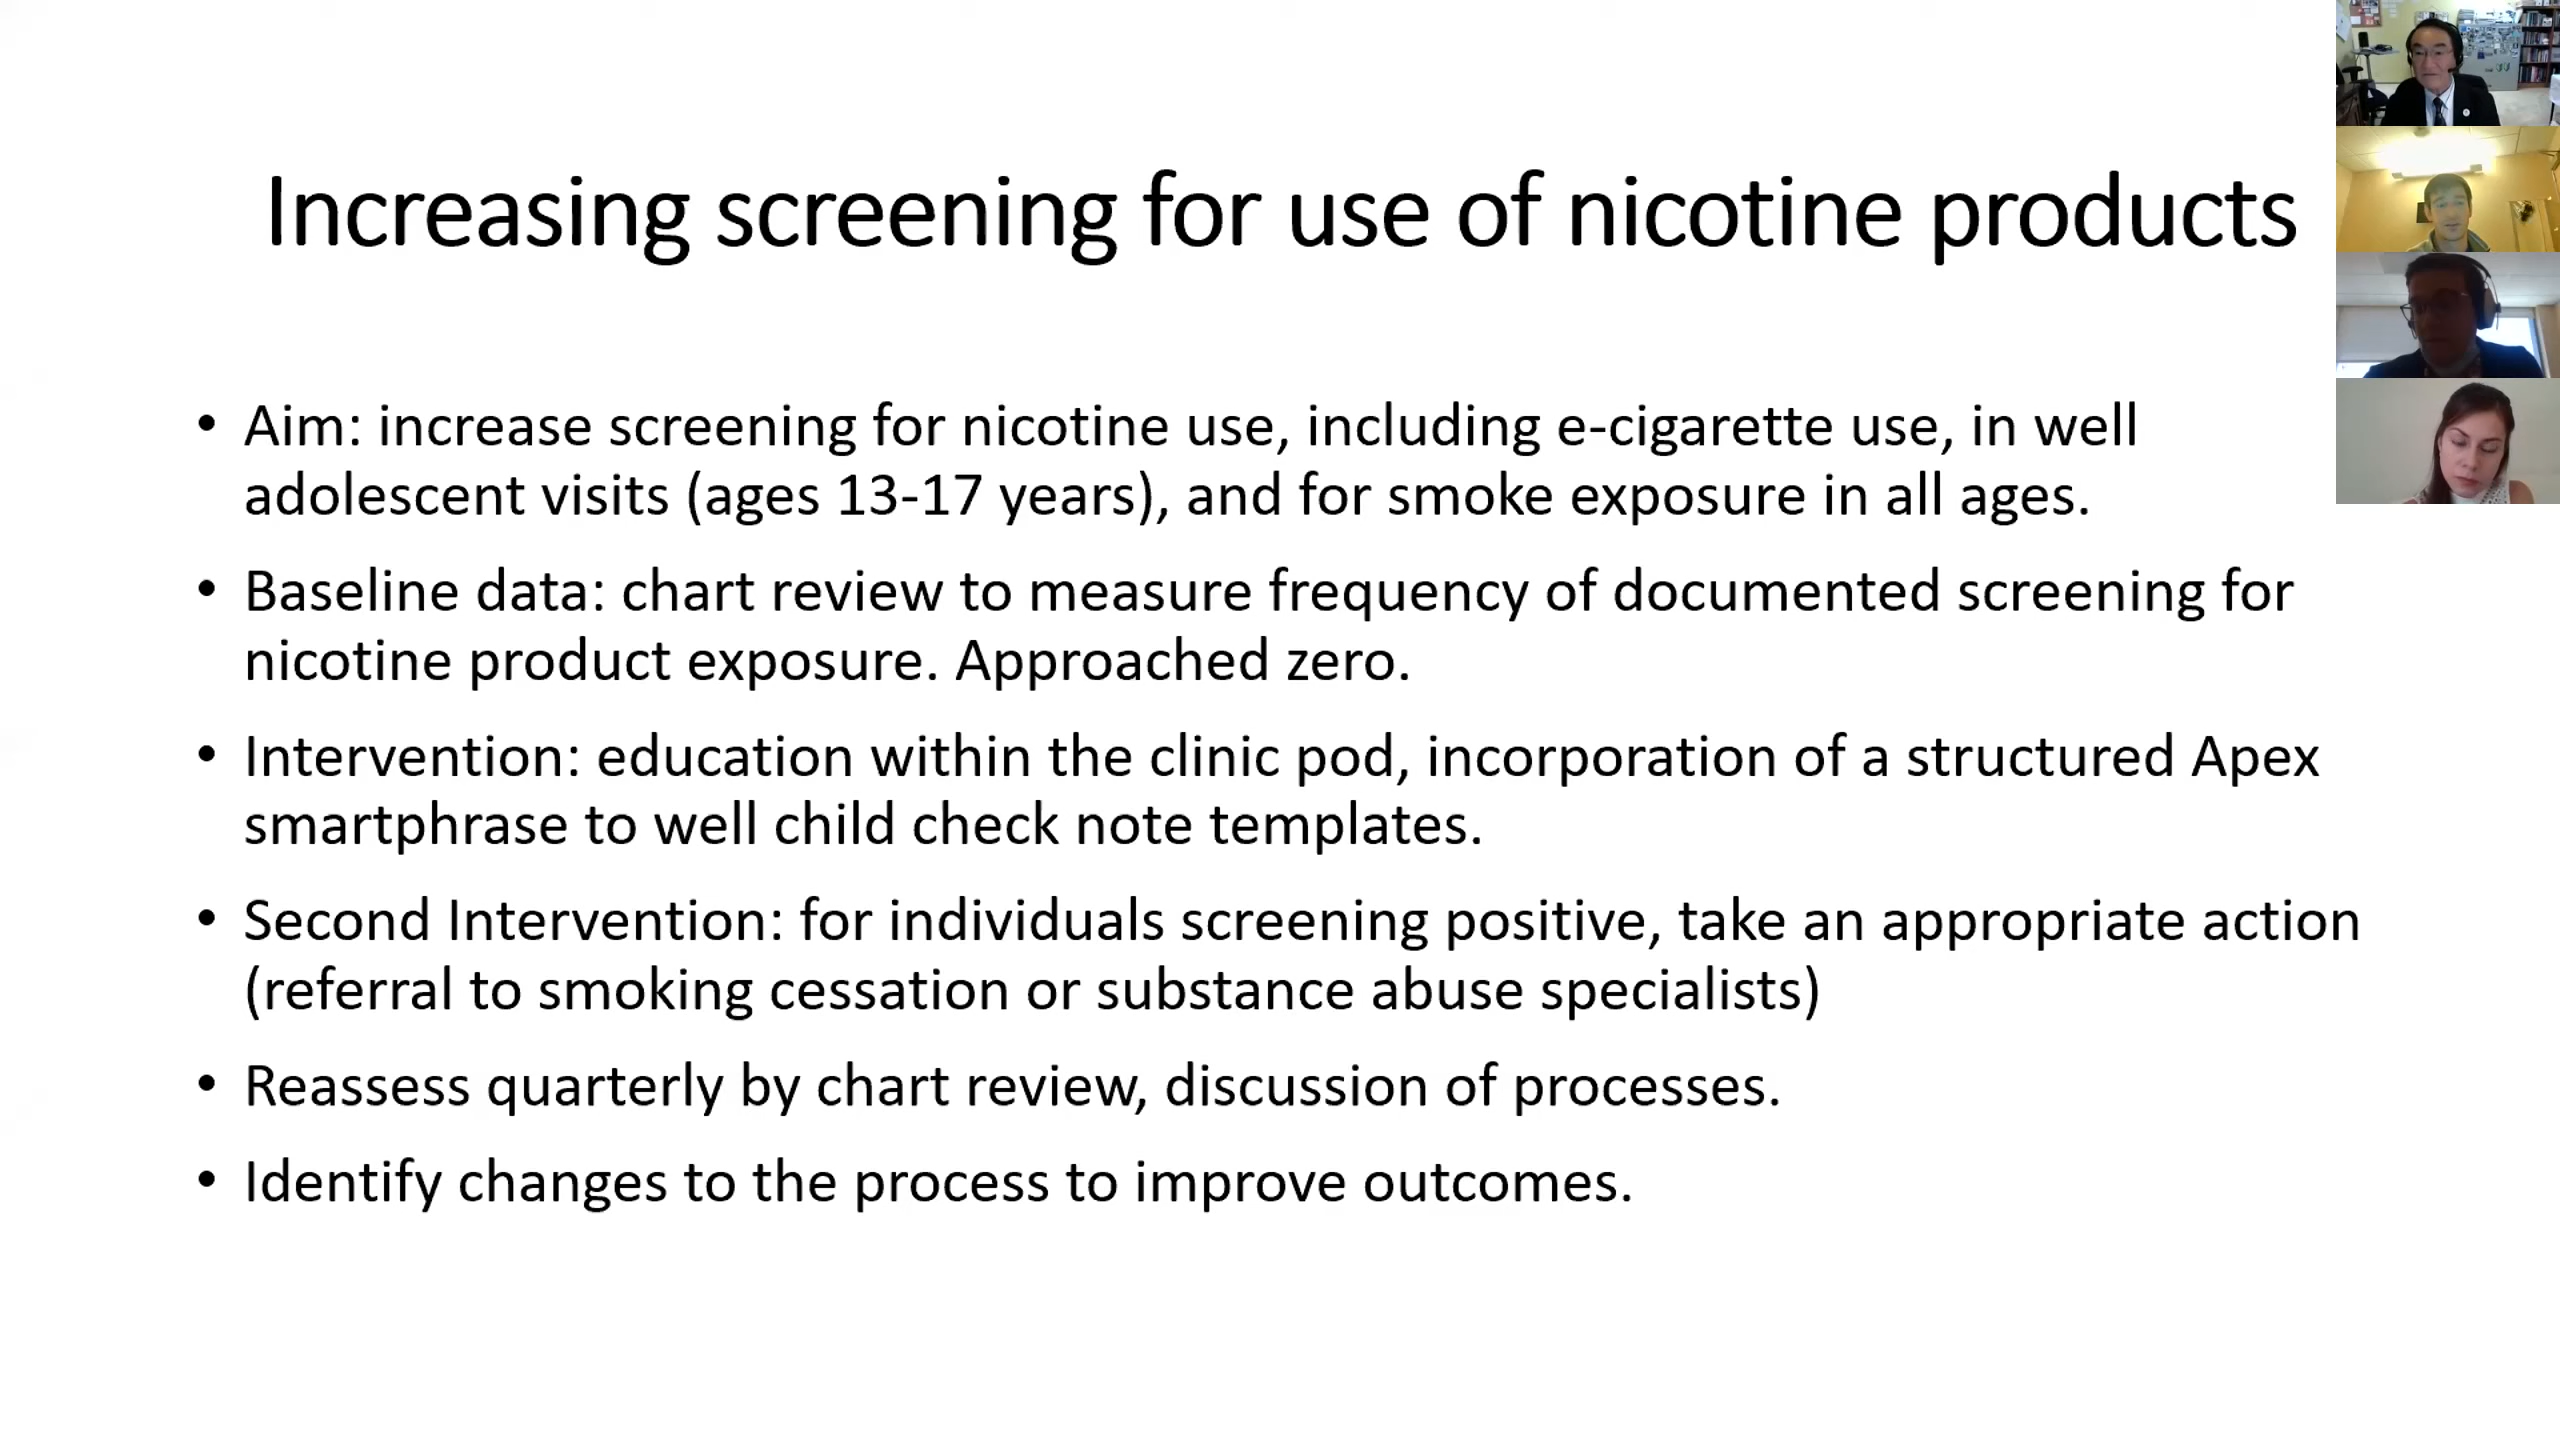 Increasing screening for use of nicotine products
• Aim: increase screening for nicotine use, including e-cigarette use, in well
adolescent visits (ages 13-17 years), and for smoke exposure in all ages.
• Baseline data: chart review to measure frequency of documented screening for
nicotine product exposure. Approached zero.
• Intervention: education within the clinic pod, incorporation of a structured Apex
smartphrase to well child check note templates.
• Second Intervention: for individuals screening positive, take an appropriate action
(referral to smoking cessation or substance abuse specialists)
• Reassess quarterly by chart review, discussion of processes.
• Identify changes to the process to improve outcomes.